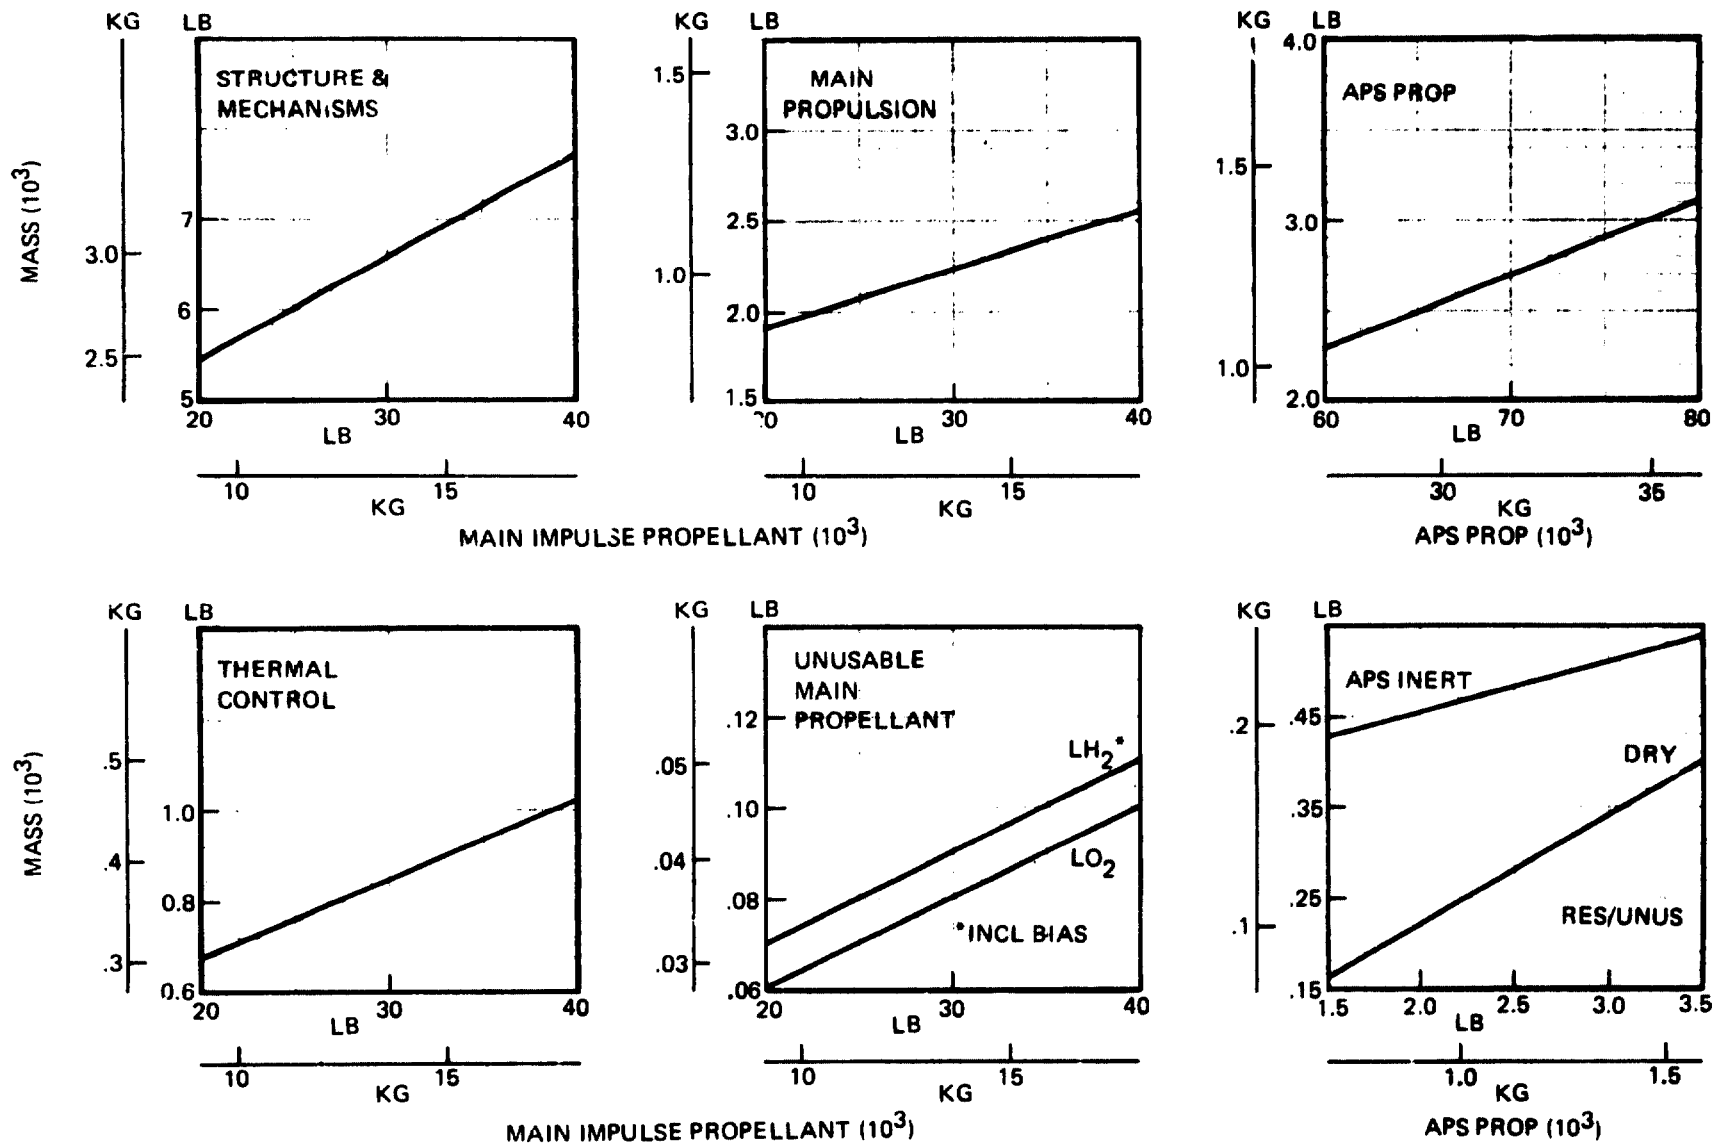 KG LB
STRUCTURE &
MECHANISMS
MASS (10³)
3.0
2.5
7
6
5
20 30 40
LB
10 15
KG
KG LB
MAIN
PROPULSION
1.5
1.0
3.0
2.5
2.0
1.5
30 40
LB
10 15
KG
MAIN IMPULSE PROPELLANT (10³)
KG LB
APS PROP
1.5
1.0
4.0
3.0
2.0
60 70 80
LB
30 35
KG
APS PROP (10³)
KG LB
THERMAL
CONTROL
MASS (10³)
.5
.4
.3
1.0
0.8
0.6
20 30 40
LB
10 15
KG
KG LB
UNUSABLE
MAIN
PROPELLANT
.05
.04
.03
.12
.10
.08
.06
LH₂*
LO₂
*INCL BIAS
20 30 40
LB
10 15
KG
MAIN IMPULSE PROPELLANT (10³)
KG LB
APS INERT
DRY
RES/UNUS
.2
.1
.45
.35
.25
.15
1.5 2.0 2.5 3.0 3.5
LB
1.0 1.5
KG
APS PROP (10³)